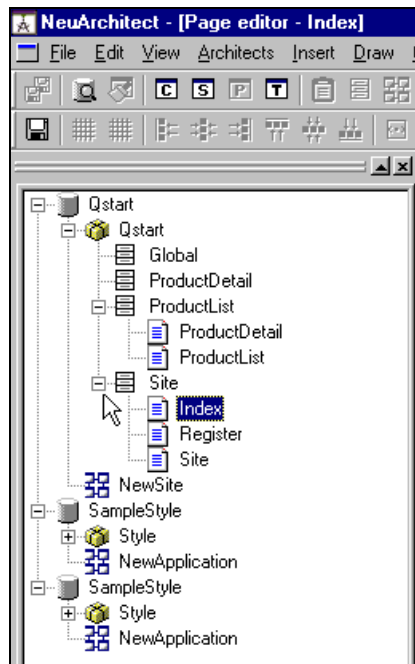 NeuArchitect - [Page editor - Index]
File Edit View Architects Insert Draw
C S P T
Qstart
Qstart
Global
ProductDetail
ProductList
ProductDetail
ProductList
Site
Index
Register
Site
NewSite
SampleStyle
Style
NewApplication
SampleStyle
Style
NewApplication